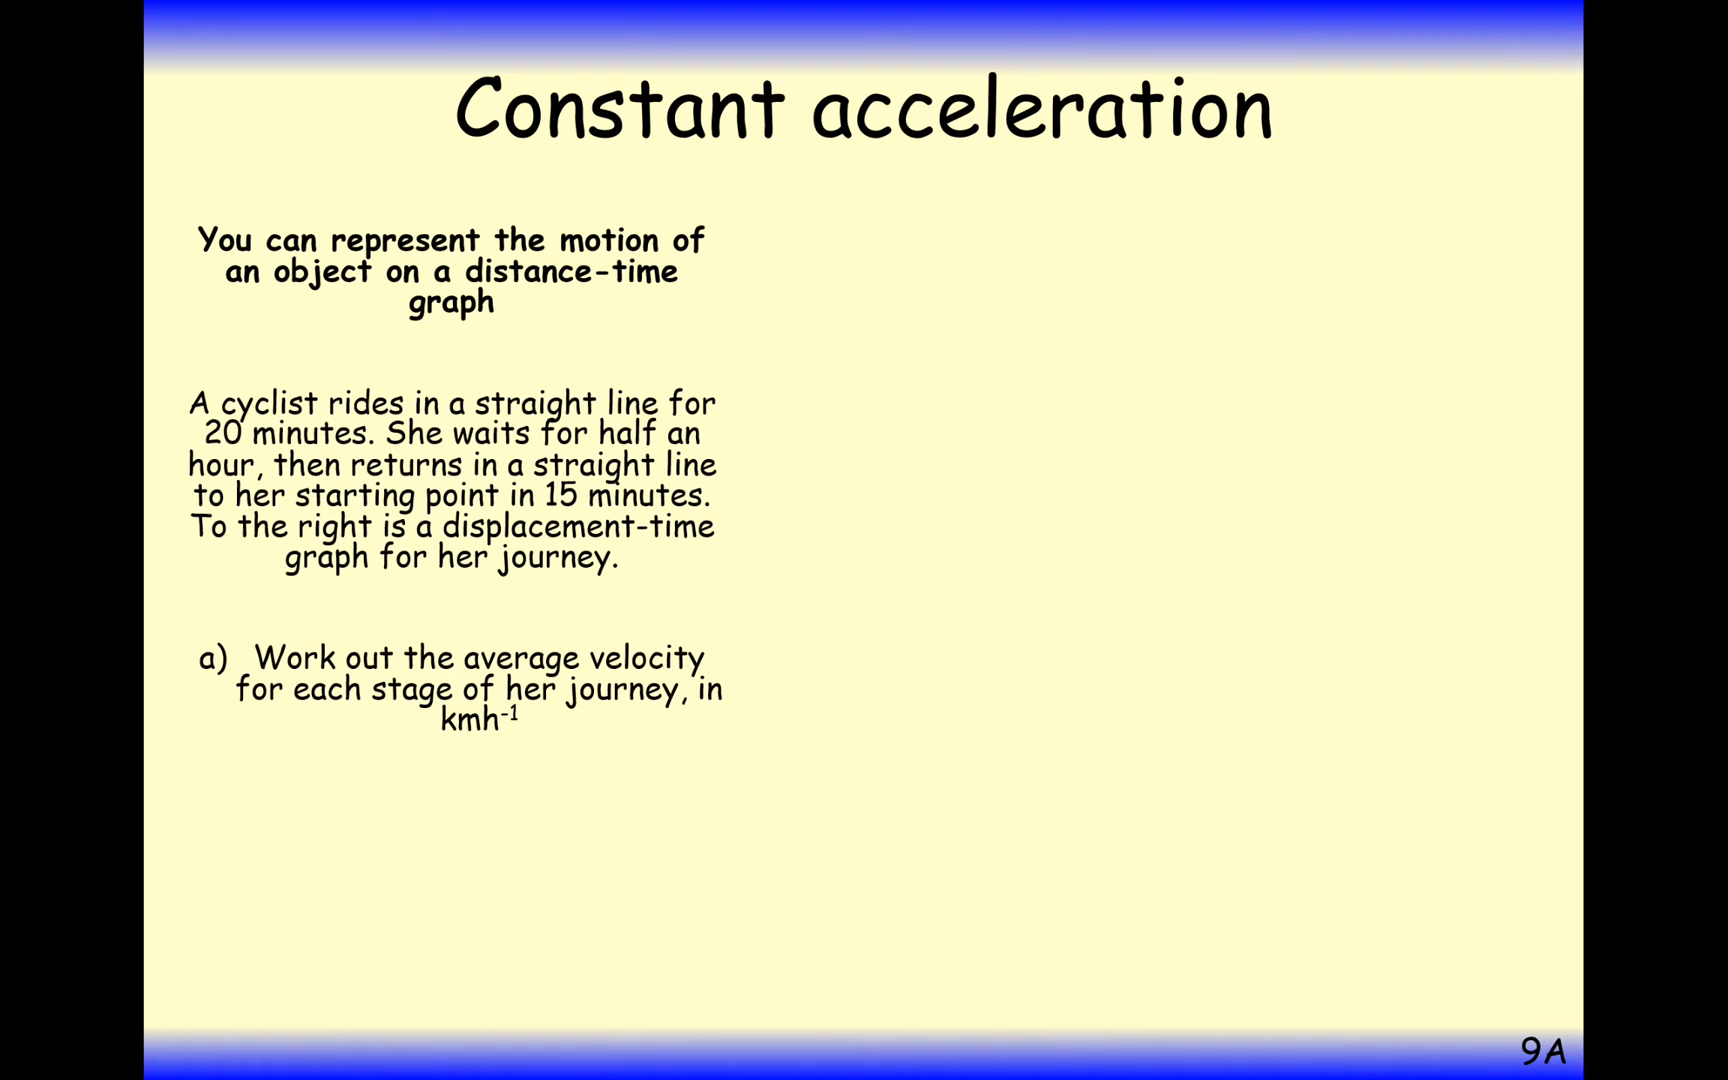 Constant acceleration
You can represent the motion of
an object on a distance-time
graph
A cyclist rides in a straight line for
20 minutes. She waits for half an
hour, then returns in a straight line
to her starting point in 15 minutes.
To the right is a displacement-time
graph for her journey.
a) Work out the average velocity
for each stage of her journey, in
kmh⁻¹
9A